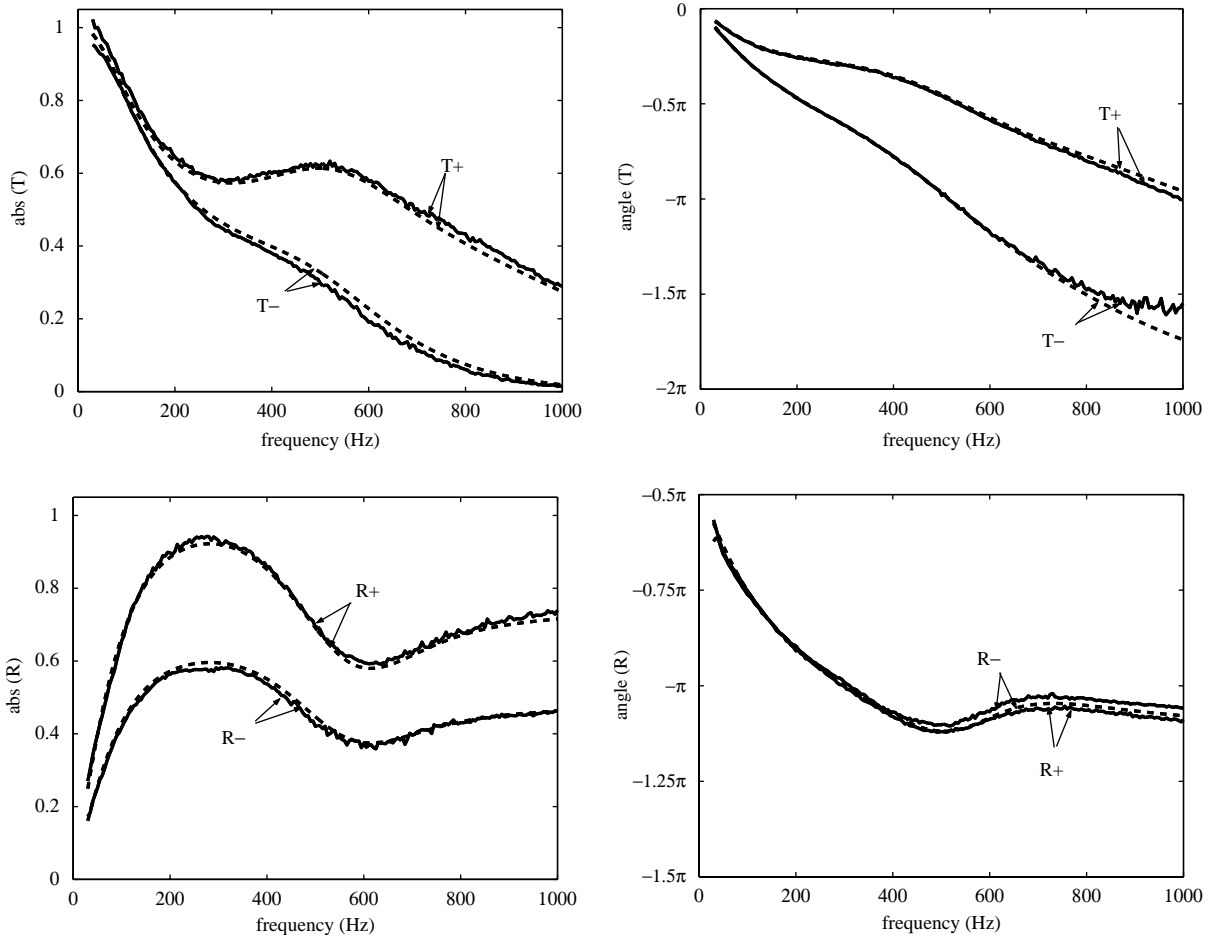 1
0.8
0.6
0.4
0.2
0
abs (T)
T+
T−
0 200 400 600 800 1000
frequency (Hz)
0
−0.5π
−π
−1.5π
−2π
angle (T)
T+
T−
0 200 400 600 800 1000
frequency (Hz)
1
0.8
0.6
0.4
0.2
0
abs (R)
R+
R−
0 200 400 600 800 1000
frequency (Hz)
−0.5π
−0.75π
−π
−1.25π
−1.5π
angle (R)
R−
R+
0 200 400 600 800 1000
frequency (Hz)